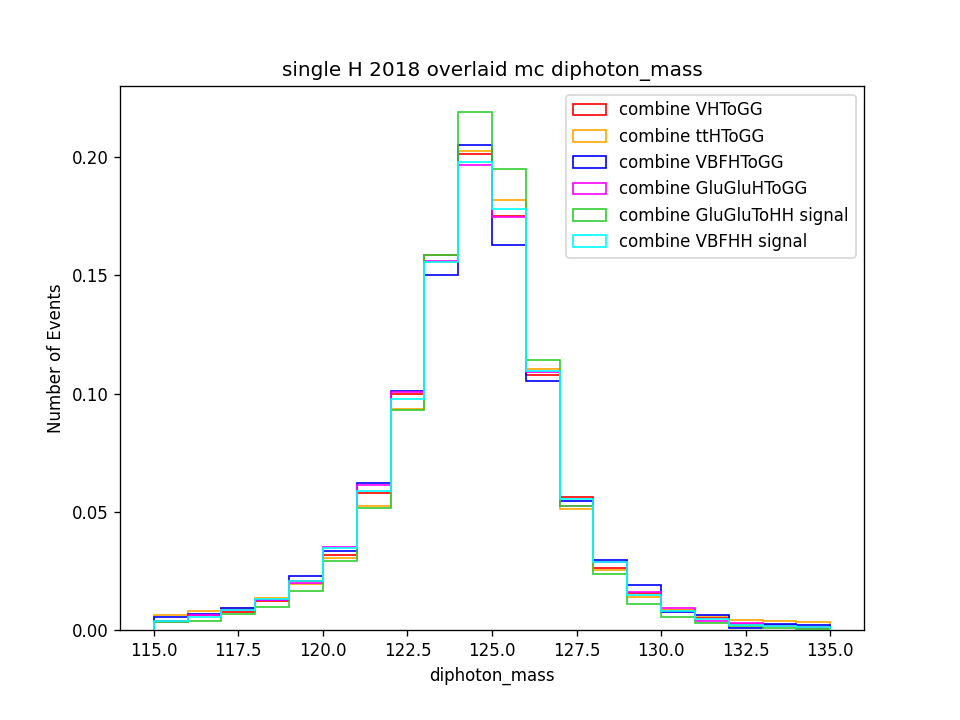 single H 2018 overlaid mc diphoton_mass
combine VHToGG
combine ttHToGG
combine VBFHToGG
combine GluGluHToGG
combine GluGluToHH signal
combine VBFHH signal
Number of Events
0.20
0.15
0.10
0.05
0.00
115.0 117.5 120.0 122.5 125.0 127.5 130.0 132.5 135.0
diphoton_mass